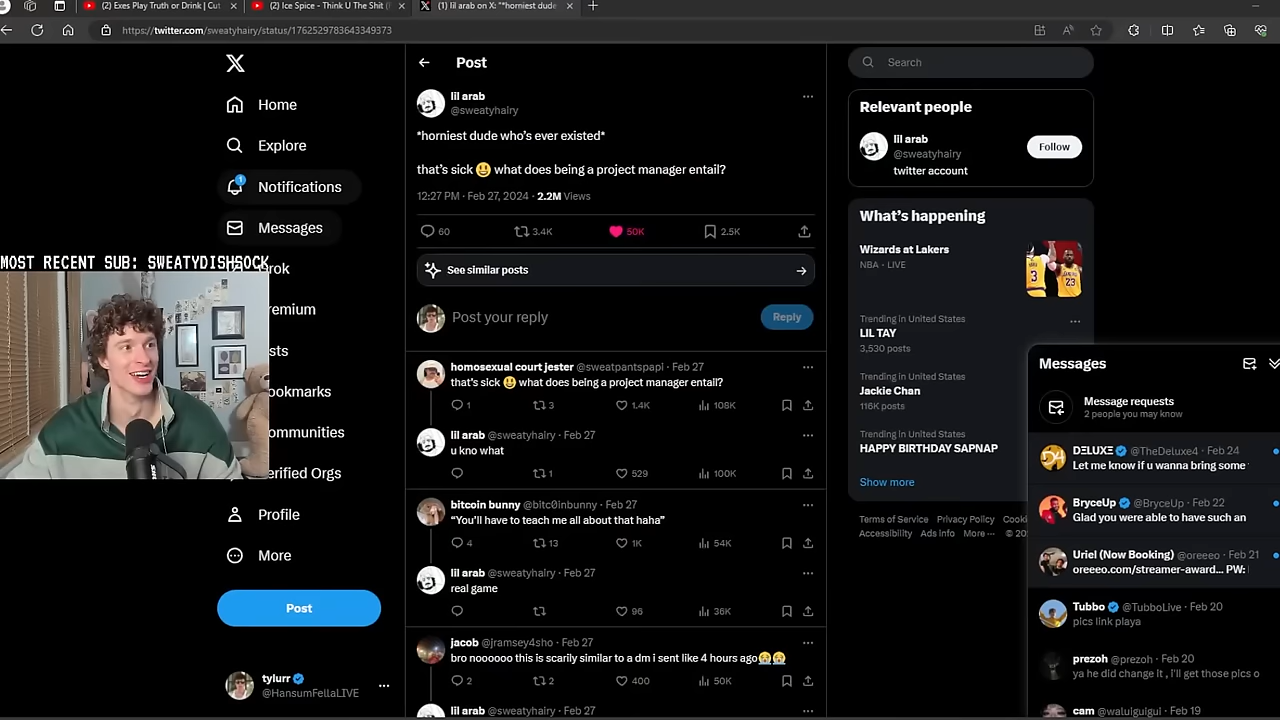 (2) Exes Play Truth or Drink | Cut
(2) Ice Spice - Think U The Shit (
(1) lil arab on X: "*horniest dude
https://twitter.com/sweatyhairy/status/1762529783643349373
Home
Explore
1
Notifications
Messages
MOST RECENT SUB: SWEATYDISHSOCK
rok
remium
sts
ookmarks
ommunities
erified Orgs
Profile
More
Post
tylurr
@HansumFellaLIVE
Post
lil arab
@sweatyhairy
*horniest dude who's ever existed*
that's sick 😃 what does being a project manager entail?
12:27 PM · Feb 27, 2024 · 2.2M Views
60
3.4K
50K
2.5K
See similar posts
Post your reply
Reply
homosexual court jester @sweatpantspapi · Feb 27
that's sick 😃 what does being a project manager entail?
1
3
1.4K
108K
lil arab @sweatyhairy · Feb 27
u kno what
1
529
100K
bitcoin bunny @bitc0inbunny · Feb 27
“You'll have to teach me all about that haha”
4
13
1K
54K
lil arab @sweatyhairy · Feb 27
real game
96
36K
jacob @jramsey4sho · Feb 27
bro noooooo this is scarily similar to a dm i sent like 4 hours ago😭😭
2
2
400
50K
lil arab @sweatyhairy · Feb 27
Search
Relevant people
lil arab
@sweatyhairy
Follow
twitter account
What's happening
Wizards at Lakers
NBA · LIVE
Trending in United States
LIL TAY
3,530 posts
Trending in United States
Jackie Chan
116K posts
Trending in United States
HAPPY BIRTHDAY SAPNAP
Show more
Terms of Service Privacy Policy Cooki
Accessibility Ads info More ··· © 20
Messages
Message requests
2 people you may know
DΞLUXΞ @TheDeluxe4 · Feb 24
Let me know if u wanna bring some
BryceUp @BryceUp · Feb 22
Glad you were able to have such an
Uriel (Now Booking) @oreeeo · Feb 21
oreeeo.com/streamer-award... PW:
Tubbo @TubboLive · Feb 20
pics link playa
prezoh @prezoh · Feb 20
ya he did change it , i'll get those pics o
cam @waluiguigui · Feb 19